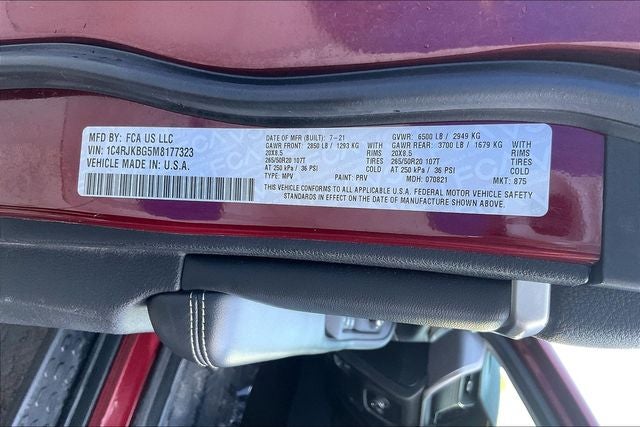 FCA US LLC
VIN: 1C4RJKBG5M8177323
VEHICLE MADE IN U.S.A.
DATE OF MFR (BUILT): 7-21
GAWR FRONT: 2850 LB / 1293 KG
20X8.5 RIMS
265/50R20 107T TIRES
AT 250 kPa / 36 PSI COLD
TYPE: MPV PAINT: PRV
GVWR: 6500 LB / 2949 KG
GAWR REAR: 3700 LB / 1679 KG
20X8.5 RIMS
265/50R20 107T TIRES
AT 250 kPa / 36 PSI COLD
MDH: 070821 MKT: 875
THIS VEHICLE CONFORMS TO ALL APPLICABLE U.S.A. FEDERAL MOTOR VEHICLE SAFETY
STANDARDS IN EFFECT ON THE DATE OF MANUFACTURE SHOWN ABOVE.